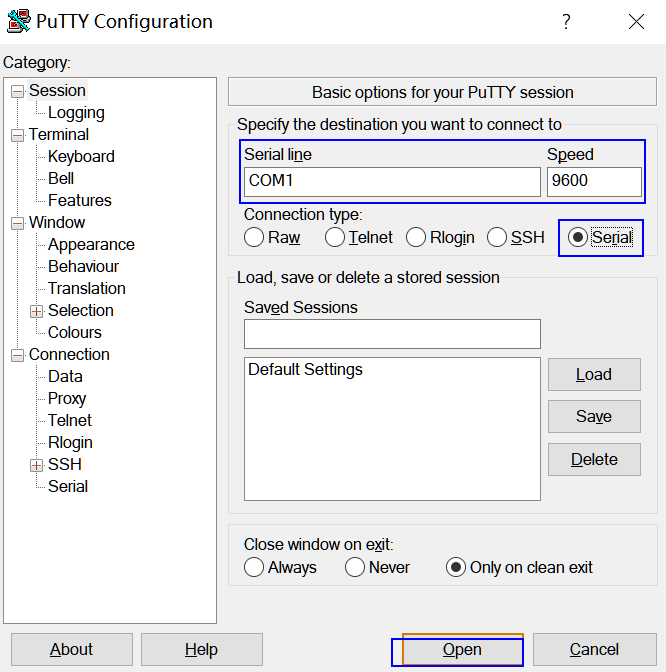 PuTTY Configuration
?
Category:
Session
Logging
Terminal
Keyboard
Bell
Features
Window
Appearance
Behaviour
Translation
Selection
Colours
Connection
Data
Proxy
Telnet
Rlogin
SSH
Serial
Basic options for your PuTTY session
Specify the destination you want to connect to
Serial line Speed
COM1 9600
Connection type:
Raw Telnet Rlogin SSH Serial
Load, save or delete a stored session
Saved Sessions
Default Settings
Load
Save
Delete
Close window on exit:
Always Never Only on clean exit
About Help Open Cancel